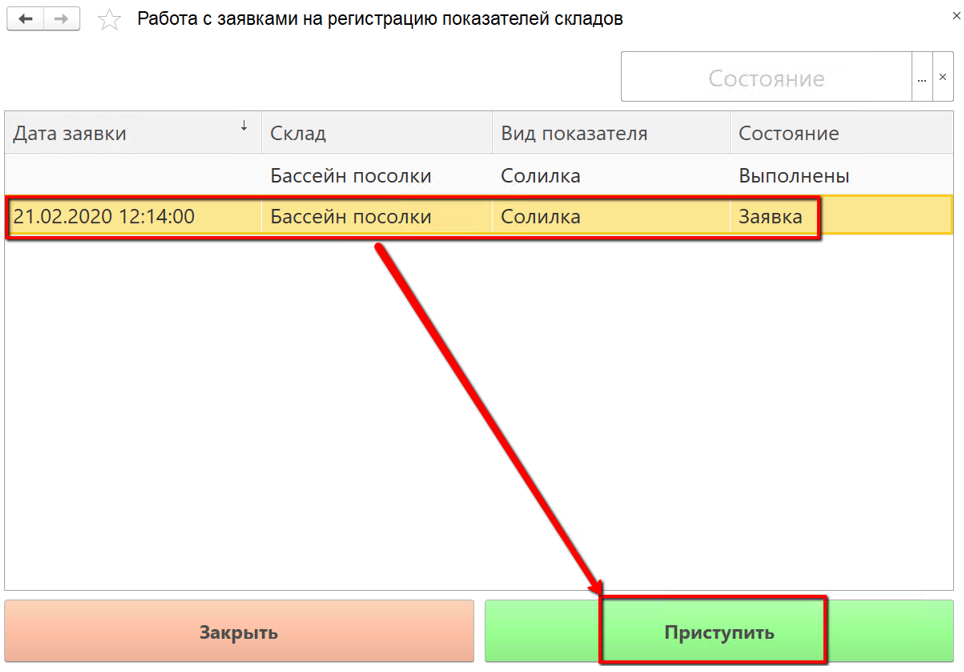 Работа с заявками на регистрацию показателей складов
×
Состояние ... ×
Дата заявки ↓ Склад Вид показателя Состояние
Бассейн посолки Солилка Выполнены
21.02.2020 12:14:00 Бассейн посолки Солилка Заявка
Закрыть Приступить